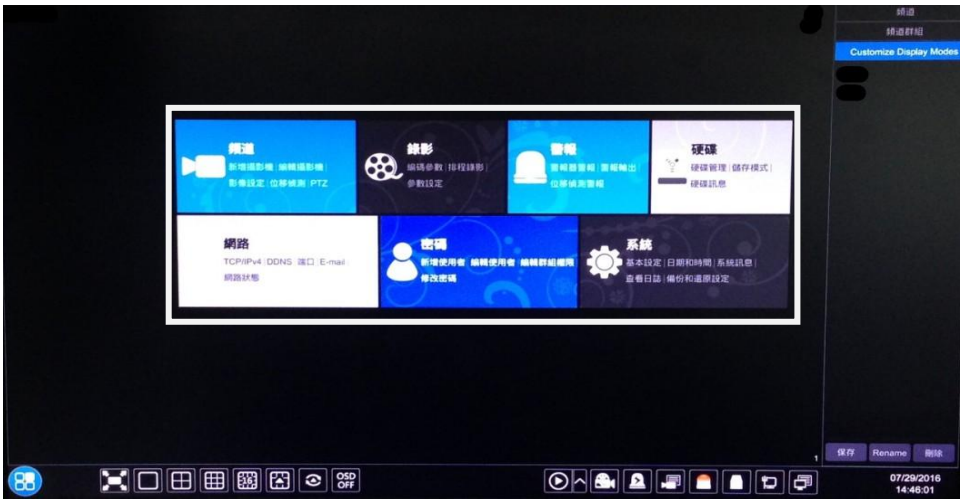 頻道
頻道群組
Customize Display Modes
頻道
新增攝影機|編輯攝影機|
影像設定|位移偵測|PTZ
錄影
編碼參數|排程錄影|
參數設定
警報
警報器警報|警報輸出|
位移偵測警報
硬碟
硬碟管理|儲存模式|
硬碟訊息
網路
TCP/IPv4|DDNS|端口|E-mail|
網路狀態
密碼
新增使用者|編輯使用者|編輯群組權限
修改密碼
系統
基本設定|日期和時間|系統訊息|
查看日誌|備份和還原設定
1
保存 Rename 刪除
16
OSD
OFF
07/29/2016
14:46:01